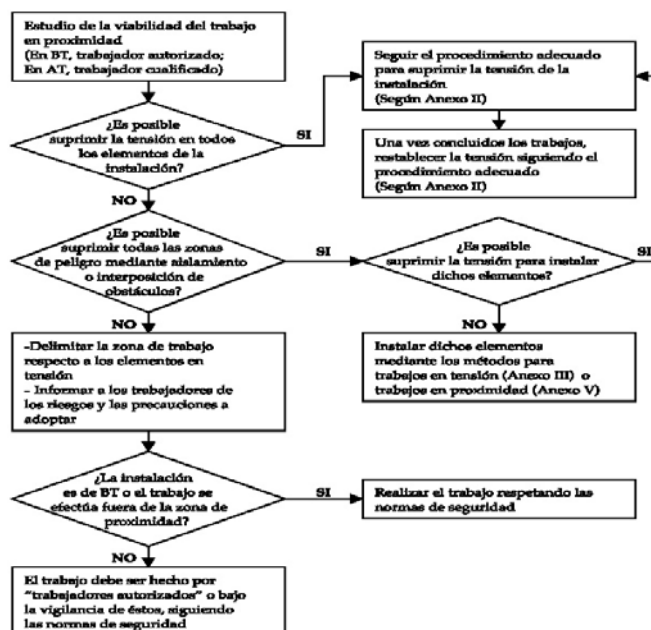 Estudio de la viabilidad del trabajo
en proximidad
(En BT, trabajador autorizado;
En AT, trabajador cualificado)
Seguir el procedimiento adecuado
para suprimir la tensión de la
instalación
(Según Anexo II)
¿Es posible
suprimir la tensión en todos
los elementos de la
instalación?
SI
Una vez concluidos los trabajos,
restablecer la tensión siguiendo el
procedimiento adecuado
(Según Anexo II)
NO
¿Es posible
suprimir todas las zonas
de peligro mediante aislamiento
o interposición de
obstáculos?
SI
¿Es posible
suprimir la tensión para instalar
dichos elementos?
SI
NO
NO
-Delimitar la zona de trabajo
respecto a los elementos en
tensión
- Informar a los trabajadores de
los riesgos y las precauciones a
adoptar
Instalar dichos elementos
mediante los métodos para
trabajos en tensión (Anexo III) o
trabajos en proximidad (Anexo V)
¿La instalación
es de BT o el trabajo se
efectúa fuera de la zona de
proximidad?
SI
Realizar el trabajo respetando las
normas de seguridad
NO
El trabajo debe ser hecho por
"trabajadores autorizados" o bajo
la vigilancia de éstos, siguiendo
las normas de seguridad